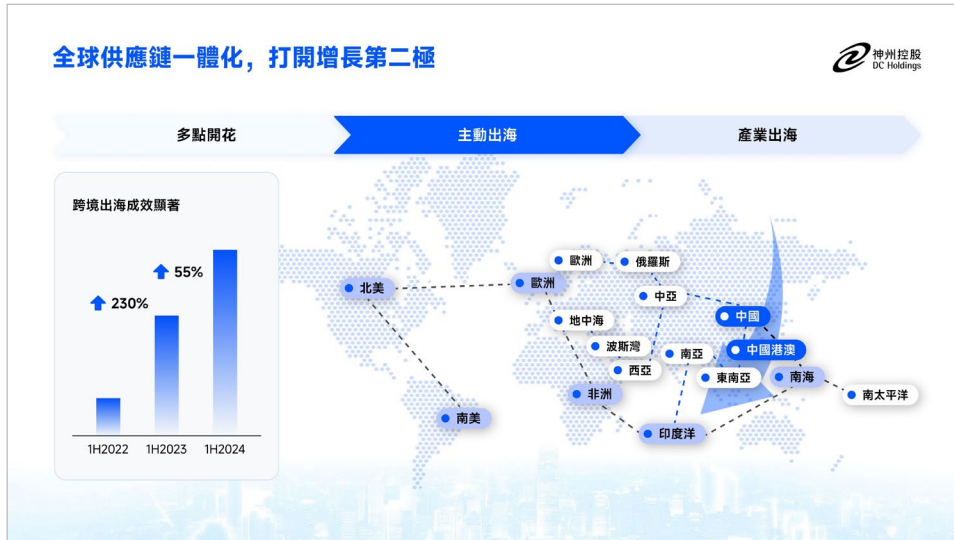 全球供應鏈一體化，打開增長第二極
神州控股
DC Holdings
多點開花
主動出海
產業出海
跨境出海成效顯著
55%
230%
1H2022
1H2023
1H2024
歐洲
俄羅斯
北美
歐洲
中亞
地中海
中國
波斯灣
南亞
中國港澳
西亞
東南亞
南海
非洲
南太平洋
南美
印度洋